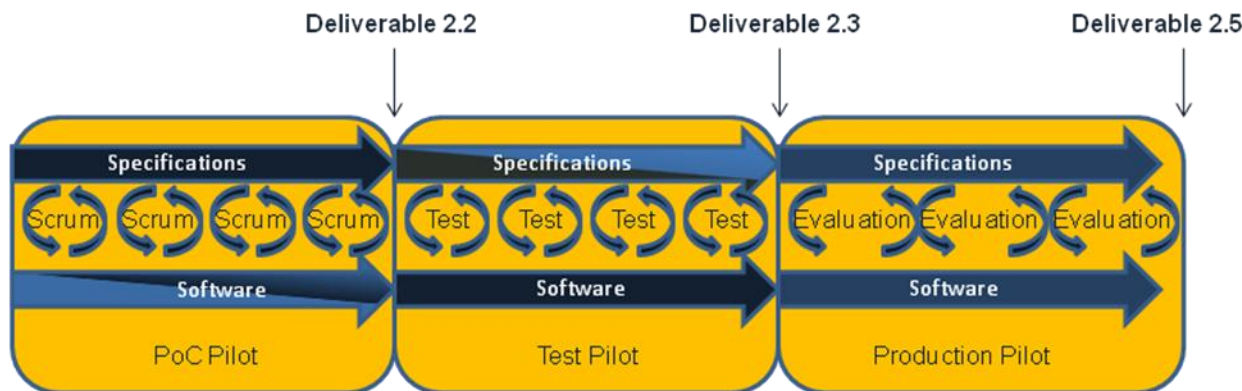 Deliverable 2.2 Deliverable 2.3 Deliverable 2.5
Specifications Specifications Specifications
Scrum Scrum Scrum Scrum Test Test Test Test Evaluation Evaluation Evaluation
Software Software Software
PoC Pilot Test Pilot Production Pilot